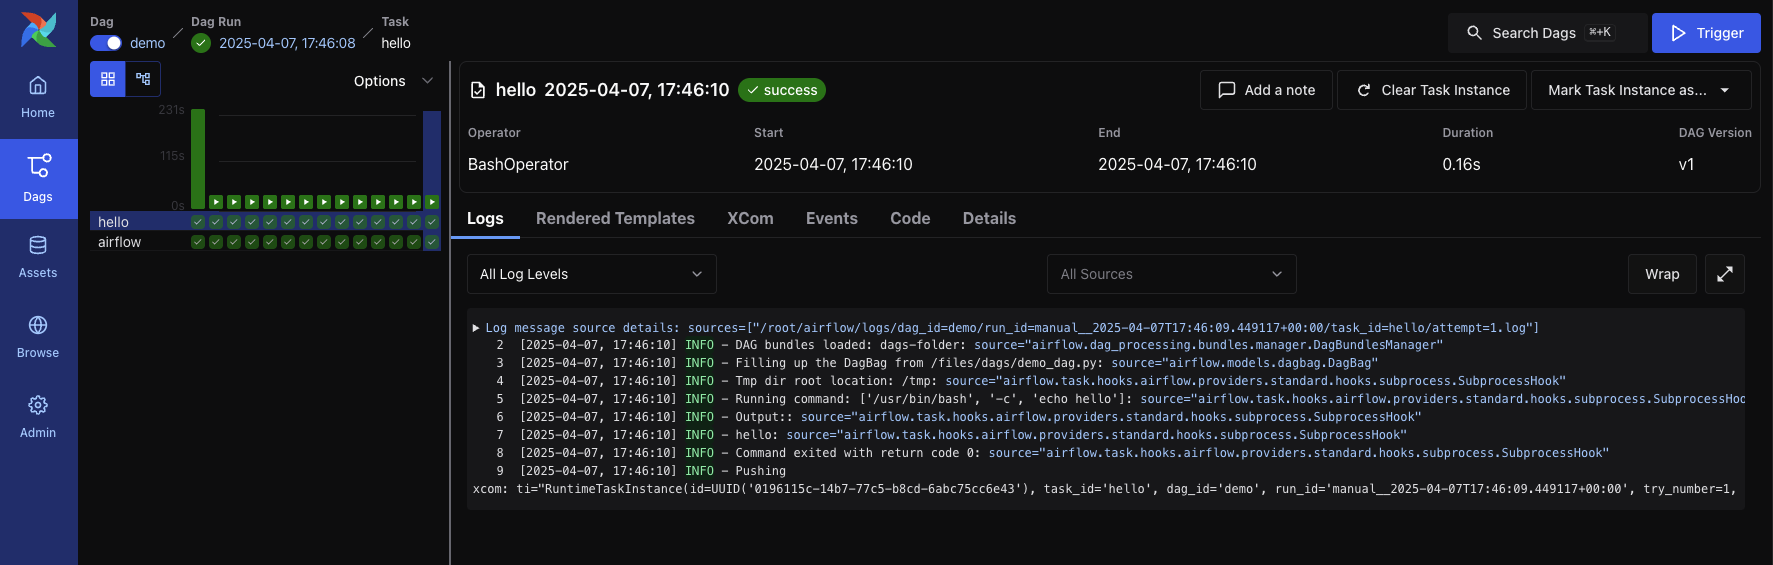 Dag
Dag Run
Task
demo
2025-04-07, 17:46:08
hello
Search Dags ⌘+K
Trigger
Home
Dags
Assets
Browse
Admin
Options
231s
115s
0s
hello
airflow
hello 2025-04-07, 17:46:10 success
Add a note
Clear Task Instance
Mark Task Instance as...
Operator Start End Duration DAG Version
BashOperator 2025-04-07, 17:46:10 2025-04-07, 17:46:10 0.16s v1
Logs Rendered Templates XCom Events Code Details
All Log Levels All Sources Wrap
Log message source details: sources=["/root/airflow/logs/dag_id=demo/run_id=manual__2025-04-07T17:46:09.449117+00:00/task_id=hello/attempt=1.log"]
2 [2025-04-07, 17:46:10] INFO - DAG bundles loaded: dags-folder: source="airflow.dag_processing.bundles.manager.DagBundlesManager"
3 [2025-04-07, 17:46:10] INFO - Filling up the DagBag from /files/dags/demo_dag.py: source="airflow.models.dagbag.DagBag"
4 [2025-04-07, 17:46:10] INFO - Tmp dir root location: /tmp: source="airflow.task.hooks.airflow.providers.standard.hooks.subprocess.SubprocessHook"
5 [2025-04-07, 17:46:10] INFO - Running command: ['/usr/bin/bash', '-c', 'echo hello']: source="airflow.task.hooks.airflow.providers.standard.hooks.subprocess.SubprocessHoo
6 [2025-04-07, 17:46:10] INFO - Output:: source="airflow.task.hooks.airflow.providers.standard.hooks.subprocess.SubprocessHook"
7 [2025-04-07, 17:46:10] INFO - hello: source="airflow.task.hooks.airflow.providers.standard.hooks.subprocess.SubprocessHook"
8 [2025-04-07, 17:46:10] INFO - Command exited with return code 0: source="airflow.task.hooks.airflow.providers.standard.hooks.subprocess.SubprocessHook"
9 [2025-04-07, 17:46:10] INFO - Pushing
xcom: ti="RuntimeTaskInstance(id=UUID('0196115c-14b7-77c5-b8cd-6abc75cc6e43'), task_id='hello', dag_id='demo', run_id='manual__2025-04-07T17:46:09.449117+00:00', try_number=1,